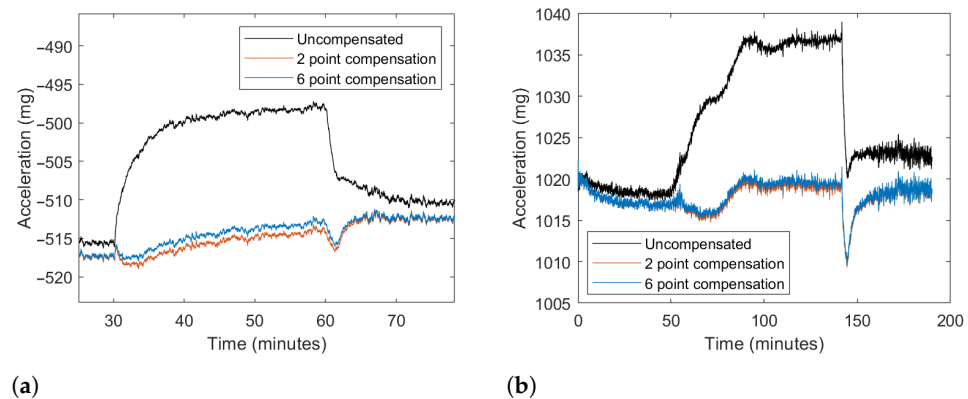 Acceleration (mg)
-490
-495
-500
-505
-510
-515
-520
30
40
50
60
70
Time (minutes)
Uncompensated
2 point compensation
6 point compensation
(a)
Acceleration (mg)
1040
1035
1030
1025
1020
1015
1010
1005
0
50
100
150
200
Time (minutes)
Uncompensated
2 point compensation
6 point compensation
(b)